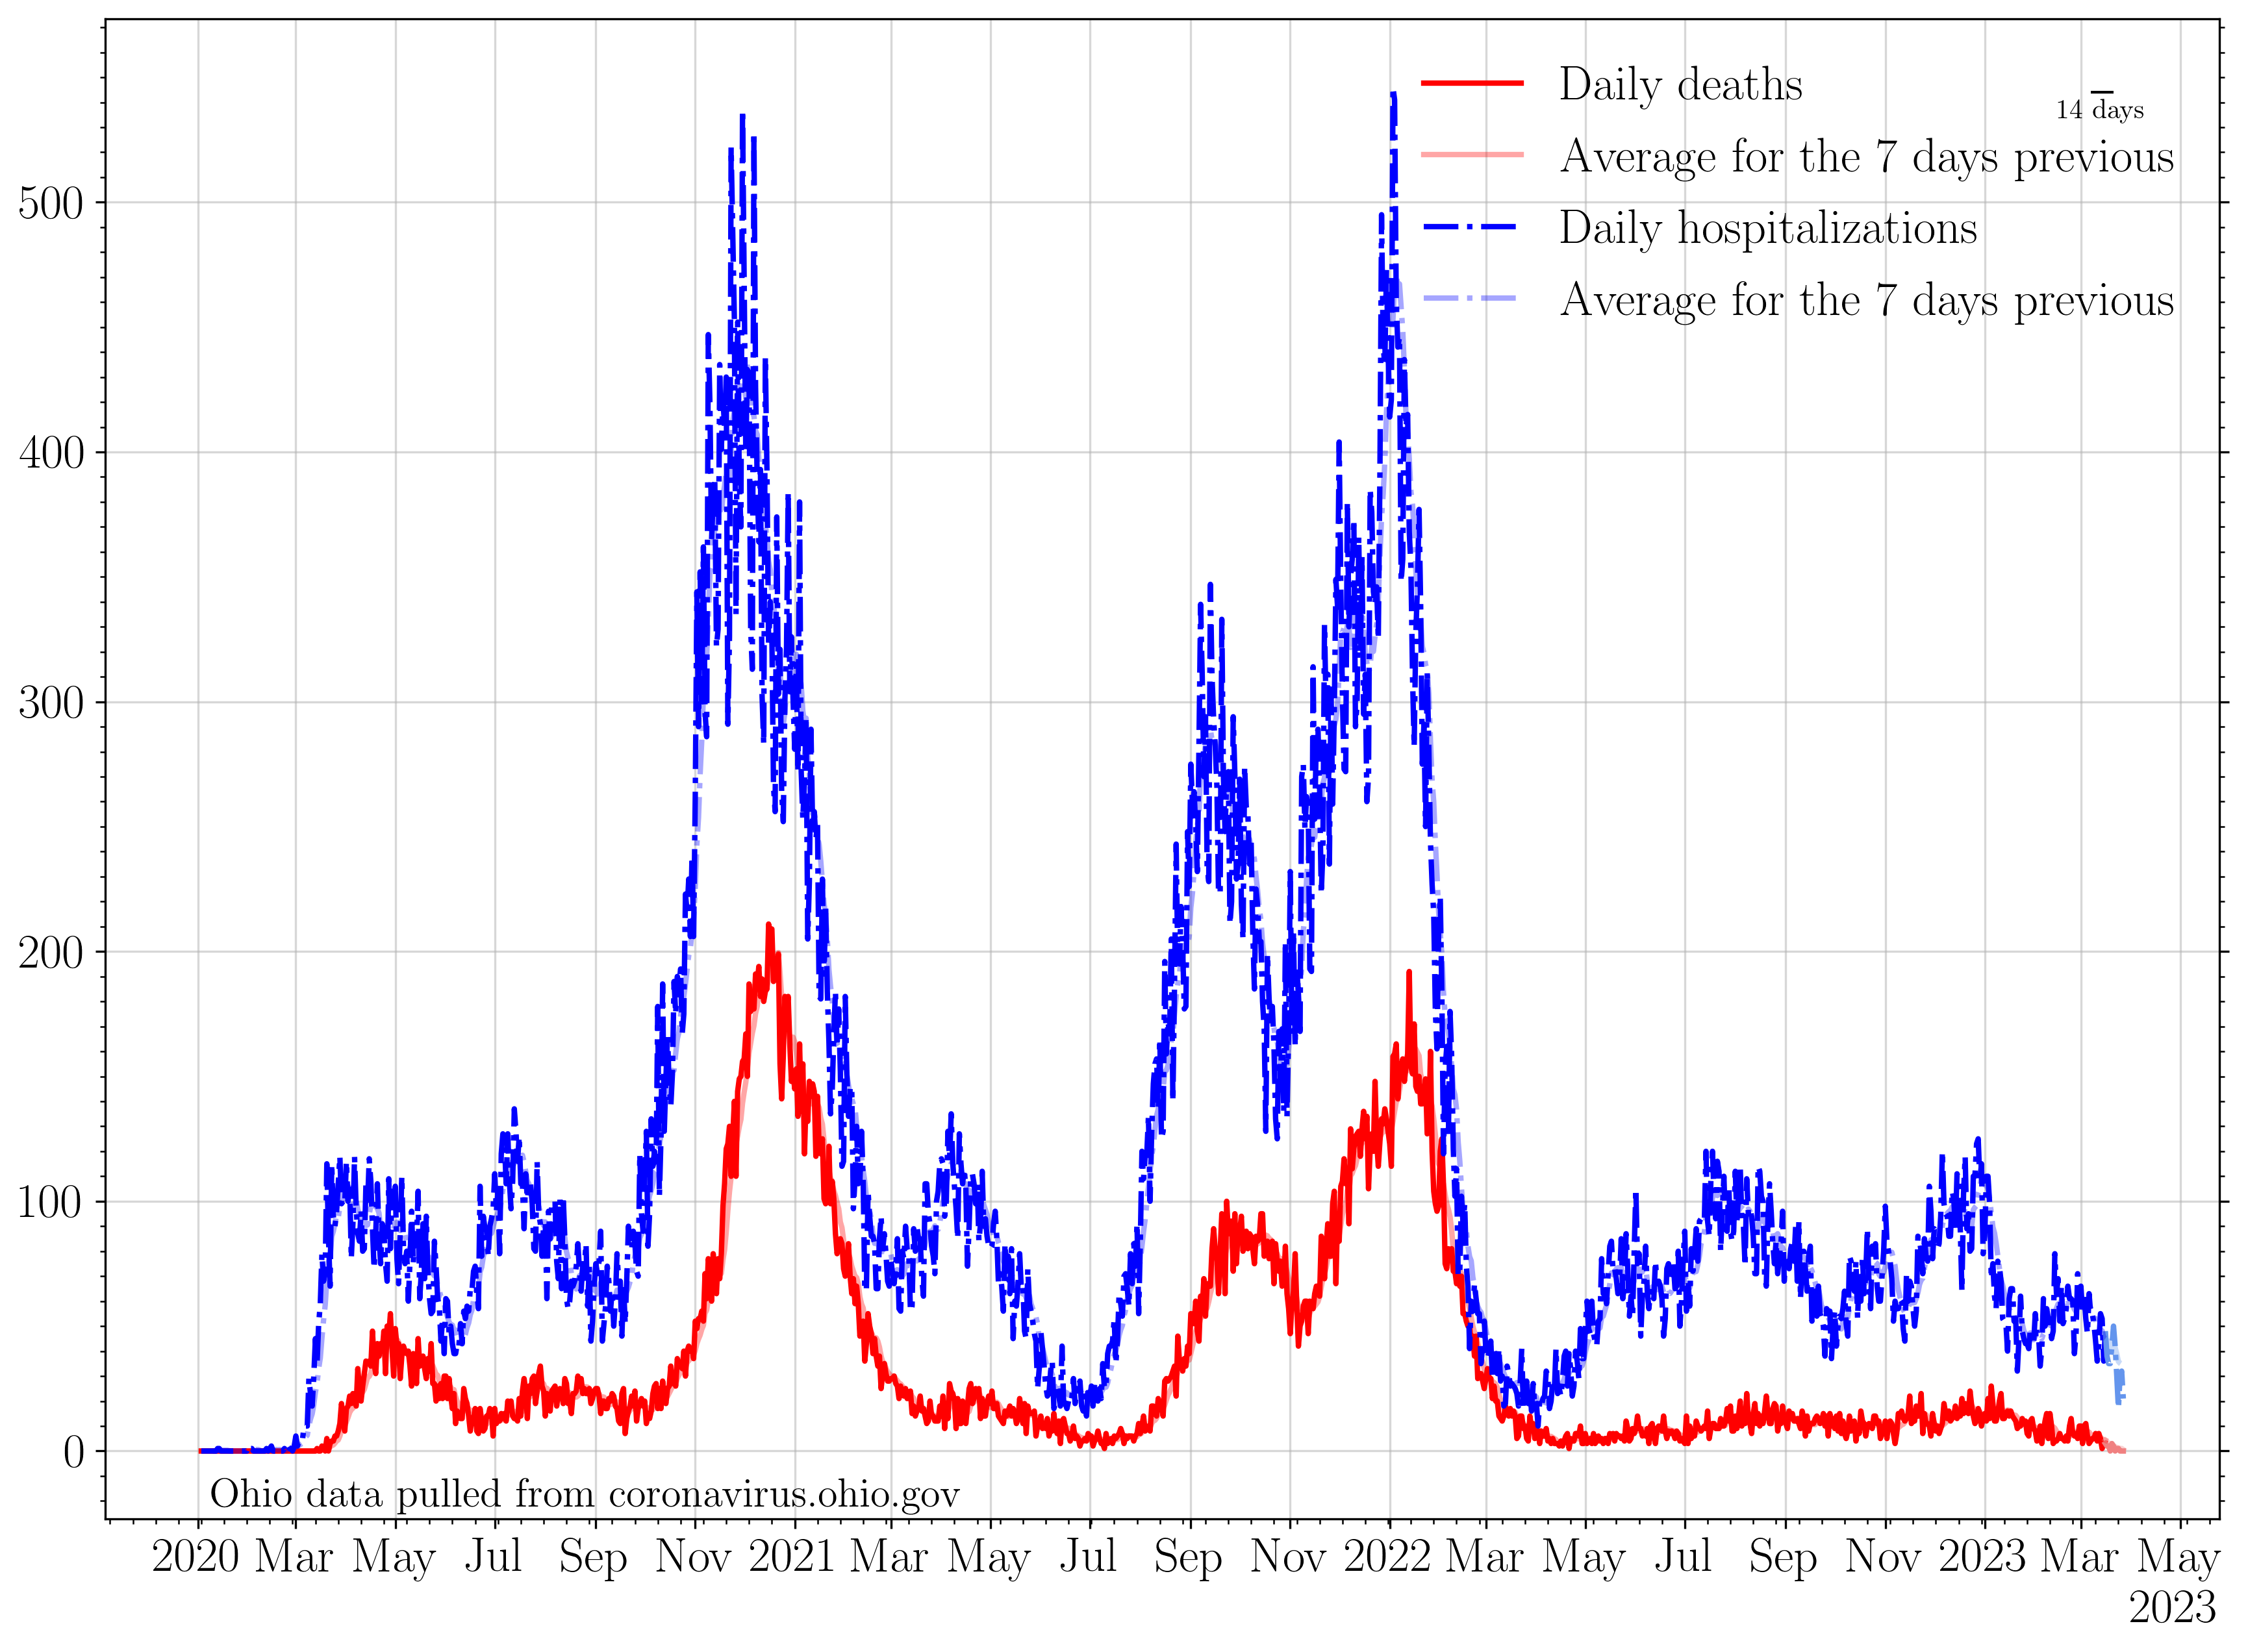 Daily deaths
14 days
Average for the 7 days previous
Daily hospitalizations
Average for the 7 days previous
500
400
300
200
100
0
Ohio data pulled from coronavirus.ohio.gov
2020 Mar May Jul Sep Nov 2021 Mar May Jul Sep Nov 2022 Mar May Jul Sep Nov 2023 Mar May
2023